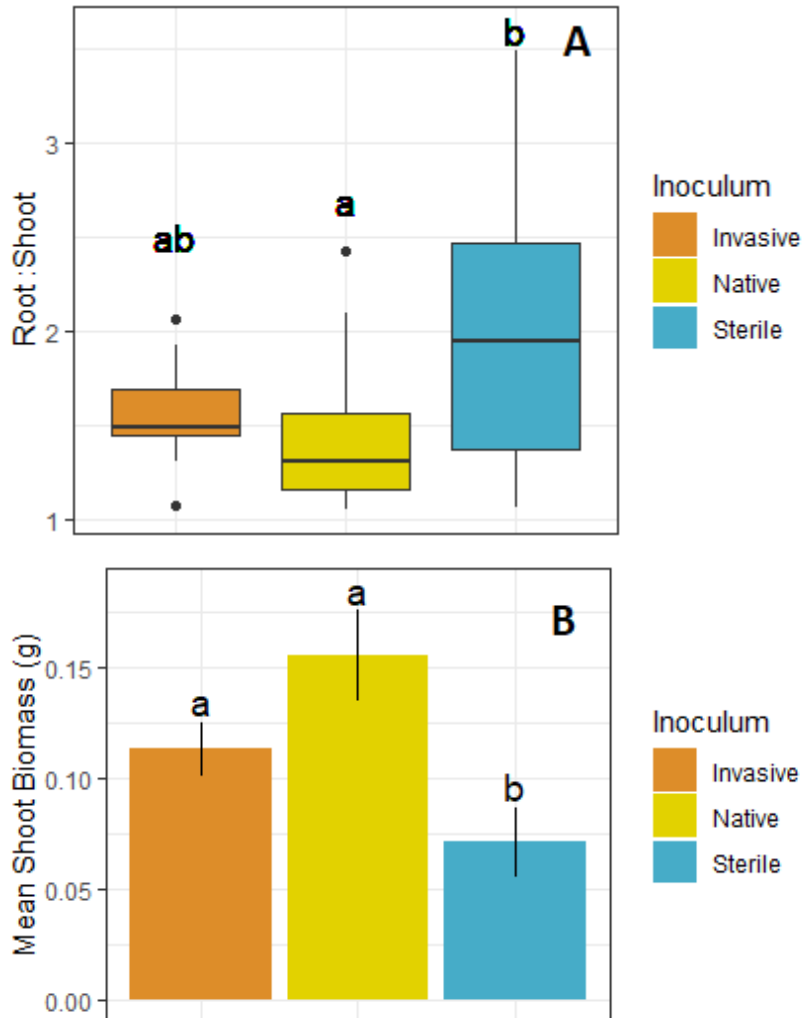 A
b
a
ab
3
2
1
Root :Shoot
Inoculum
Invasive
Native
Sterile
B
a
a
b
0.15
0.10
0.05
0.00
Mean Shoot Biomass (g)
Inoculum
Invasive
Native
Sterile